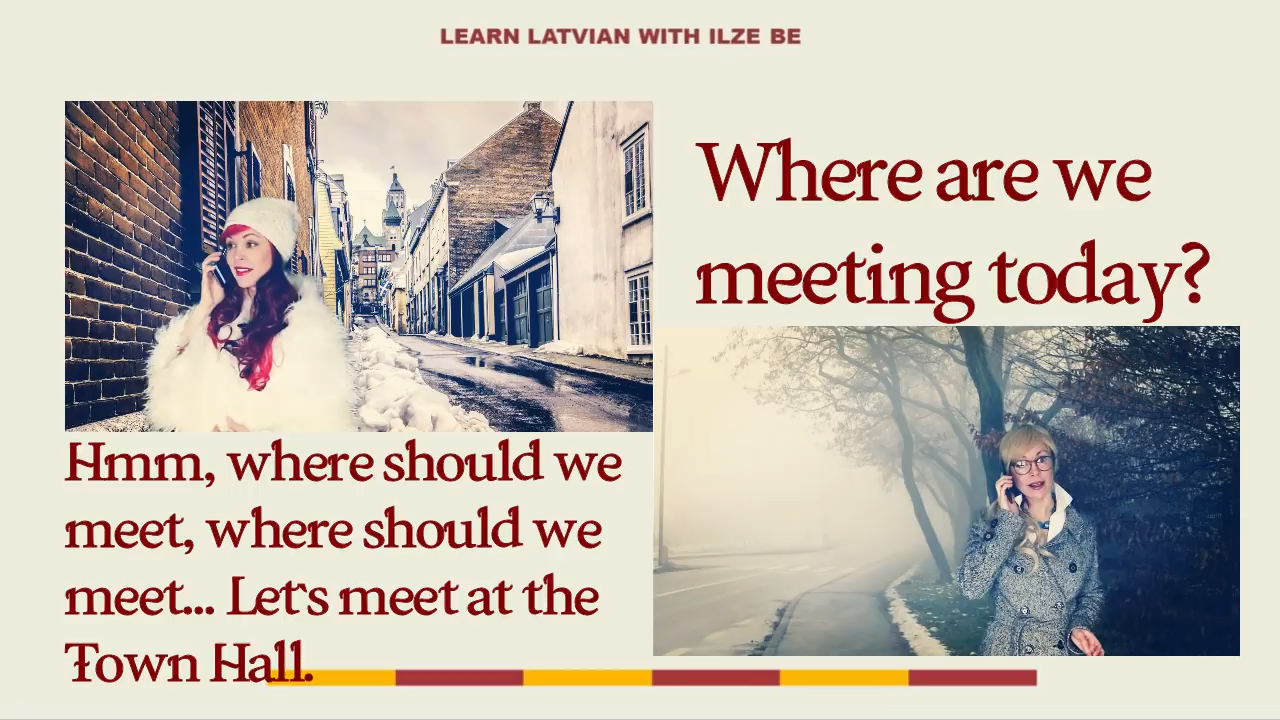 LEARN LATVIAN WITH ILZE BE
Where are we
meeting today?
Hmm, where should we
meet, where should we
meet... Let's meet at the
Town Hall.